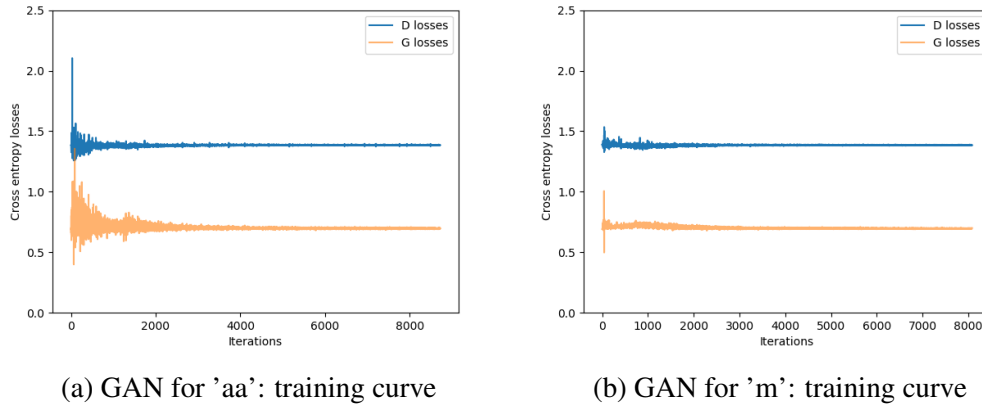 2.5
2.0
1.5
1.0
0.5
0.0
Cross entropy losses
D losses
G losses
0 2000 4000 6000 8000
Iterations
(a) GAN for ’aa’: training curve
2.5
2.0
1.5
1.0
0.5
0.0
Cross entropy losses
D losses
G losses
0 1000 2000 3000 4000 5000 6000 7000 8000
Iterations
(b) GAN for ’m’: training curve